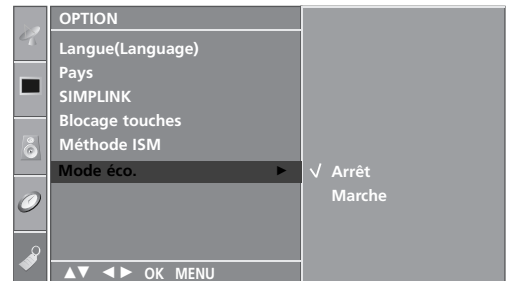 OPTION
Langue(Language)
Pays
SIMPLINK
Blocage touches
Méthode ISM
Mode éco. ►
√ Arrêt
Marche
▲▼ ◄► OK MENU